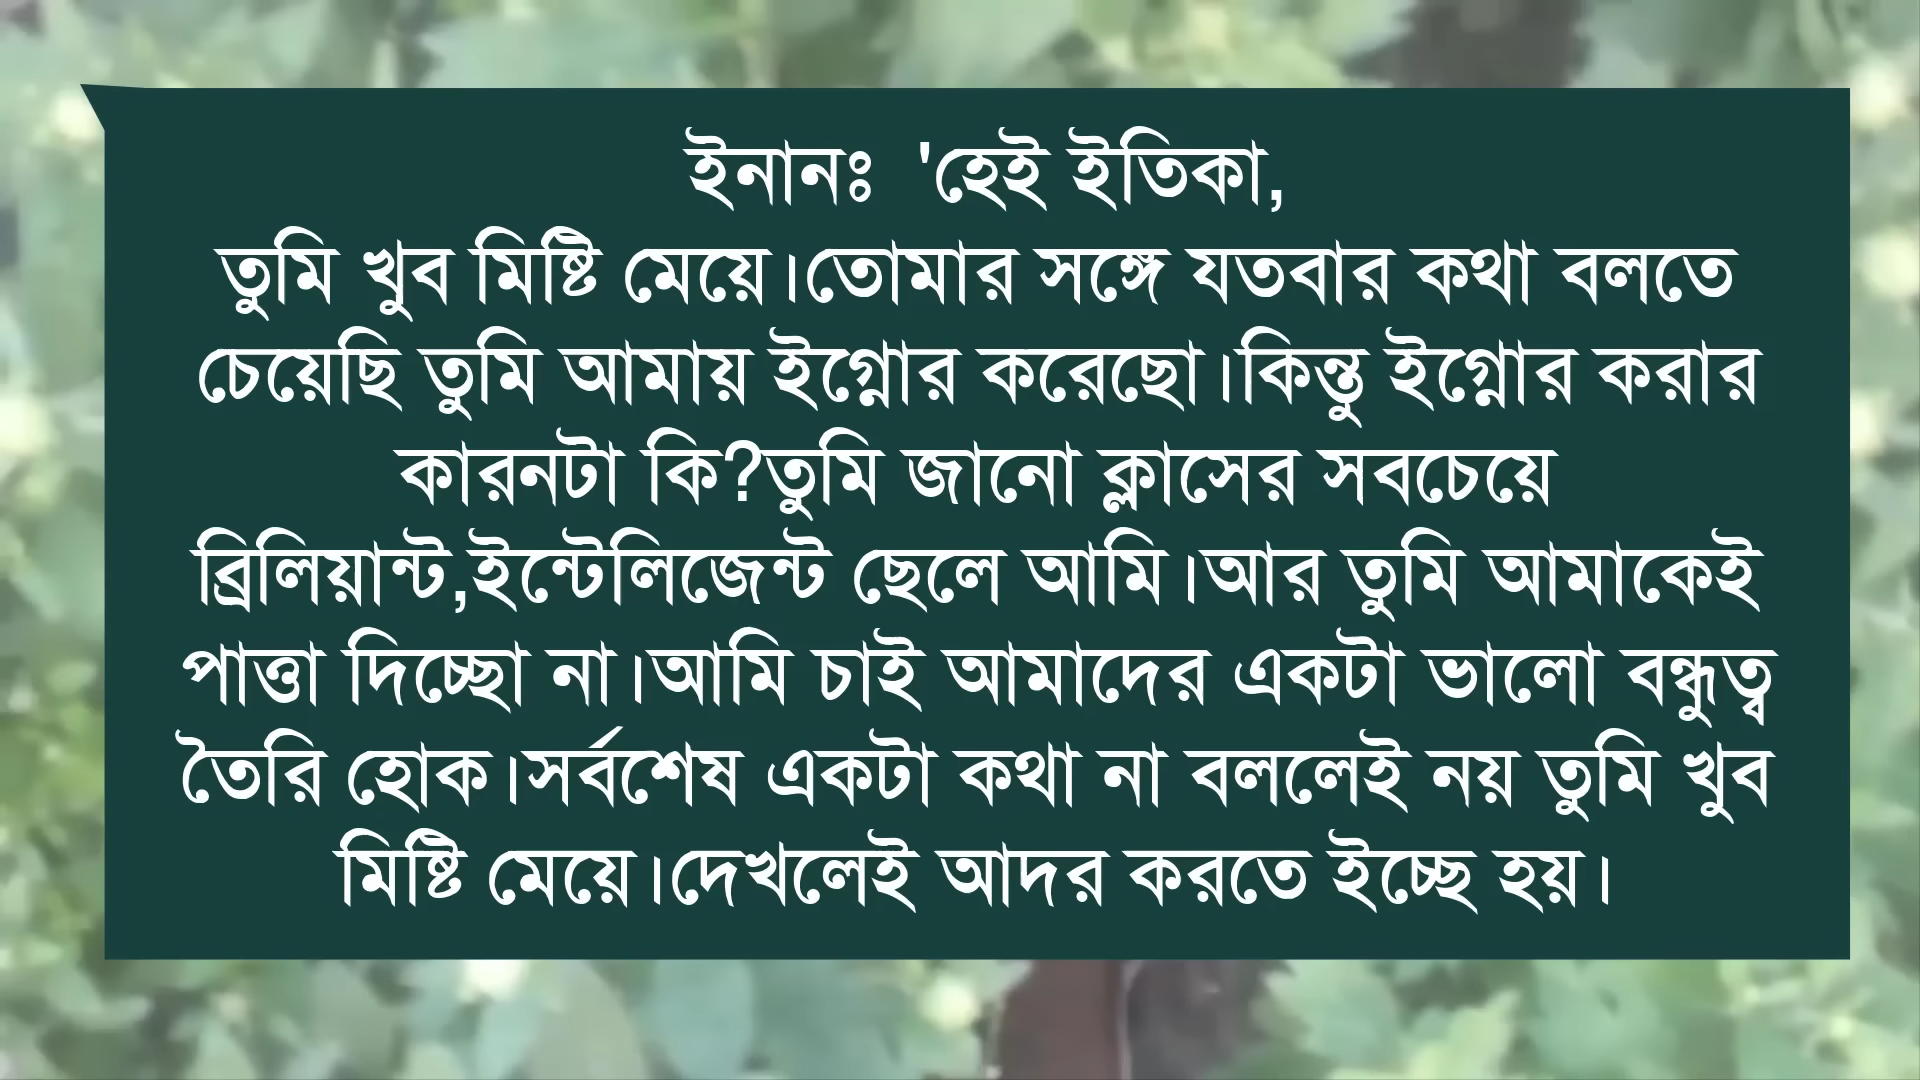 ইনানঃ 'হেই ইতিকা,
তুমি খুব মিষ্টি মেয়ে।তোমার সঙ্গে যতবার কথা বলতে
চেয়েছি তুমি আমায় ইগ্নোর করেছো।কিন্তু ইগ্নোর করার
কারনটা কি?তুমি জানো ক্লাসের সবচেয়ে
ব্রিলিয়ান্ট,ইন্টেলিজেন্ট ছেলে আমি।আর তুমি আমাকেই
পাত্তা দিচ্ছো না।আমি চাই আমাদের একটা ভালো বন্ধুত্ব
তৈরি হোক।সর্বশেষ একটা কথা না বললেই নয় তুমি খুব
মিষ্টি মেয়ে।দেখলেই আদর করতে ইচ্ছে হয়।